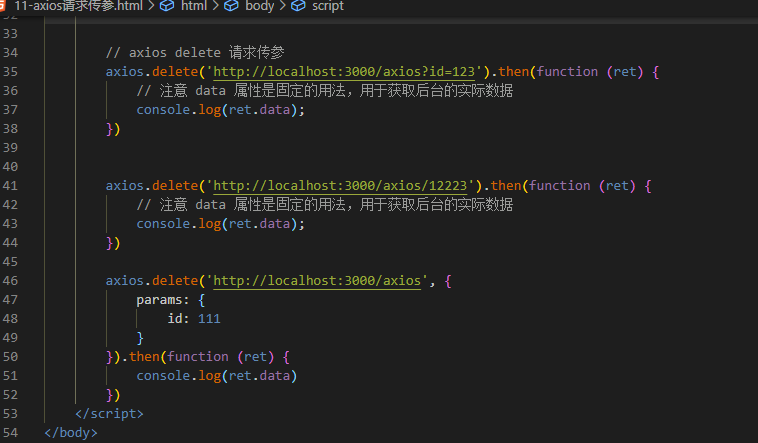 11-axios请求传参.html > html > body > script
32
33
34 // axios delete 请求传参
35 axios.delete('http://localhost:3000/axios?id=123').then(function (ret) {
36 // 注意 data 属性是固定的用法，用于获取后台的实际数据
37 console.log(ret.data);
38 })
39
40
41 axios.delete('http://localhost:3000/axios/12223').then(function (ret) {
42 // 注意 data 属性是固定的用法，用于获取后台的实际数据
43 console.log(ret.data);
44 })
45
46 axios.delete('http://localhost:3000/axios', {
47 params: {
48 id: 111
49 }
50 }).then(function (ret) {
51 console.log(ret.data)
52 })
53 </script>
54 </body>